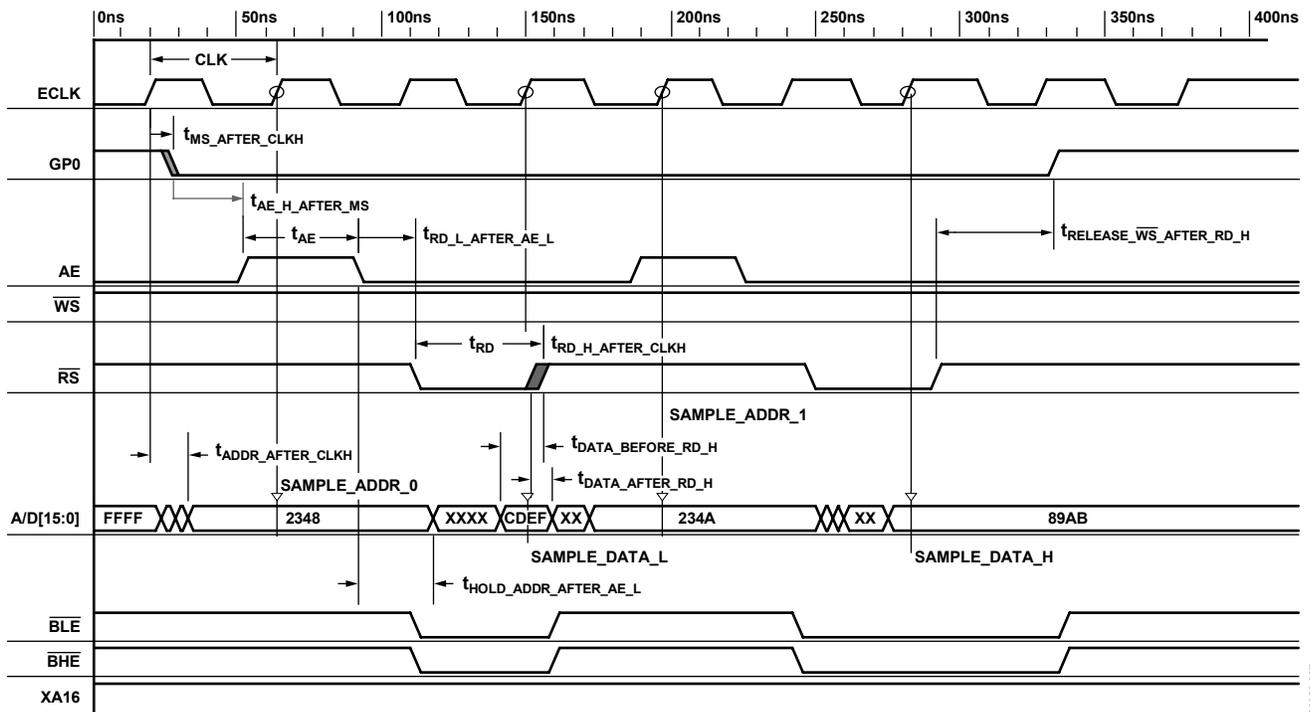 0ns 50ns 100ns 150ns 200ns 250ns 300ns 350ns 400ns
CLK
ECLK
tMS_AFTER_CLKH
GP0
tAE_H_AFTER_MS
tAE tRD_L_AFTER_AE_L tRELEASE_WS_AFTER_RD_H
AE
WS
tRD tRD_H_AFTER_CLKH
RS
SAMPLE_ADDR_1
tADDR_AFTER_CLKH tDATA_BEFORE_RD_H
SAMPLE_ADDR_0 tDATA_AFTER_RD_H
A/D[15:0] FFFF 2348 XXXX CDEF XX 234A XX 89AB
SAMPLE_DATA_L SAMPLE_DATA_H
tHOLD_ADDR_AFTER_AE_L
BLE
BHE
XA16